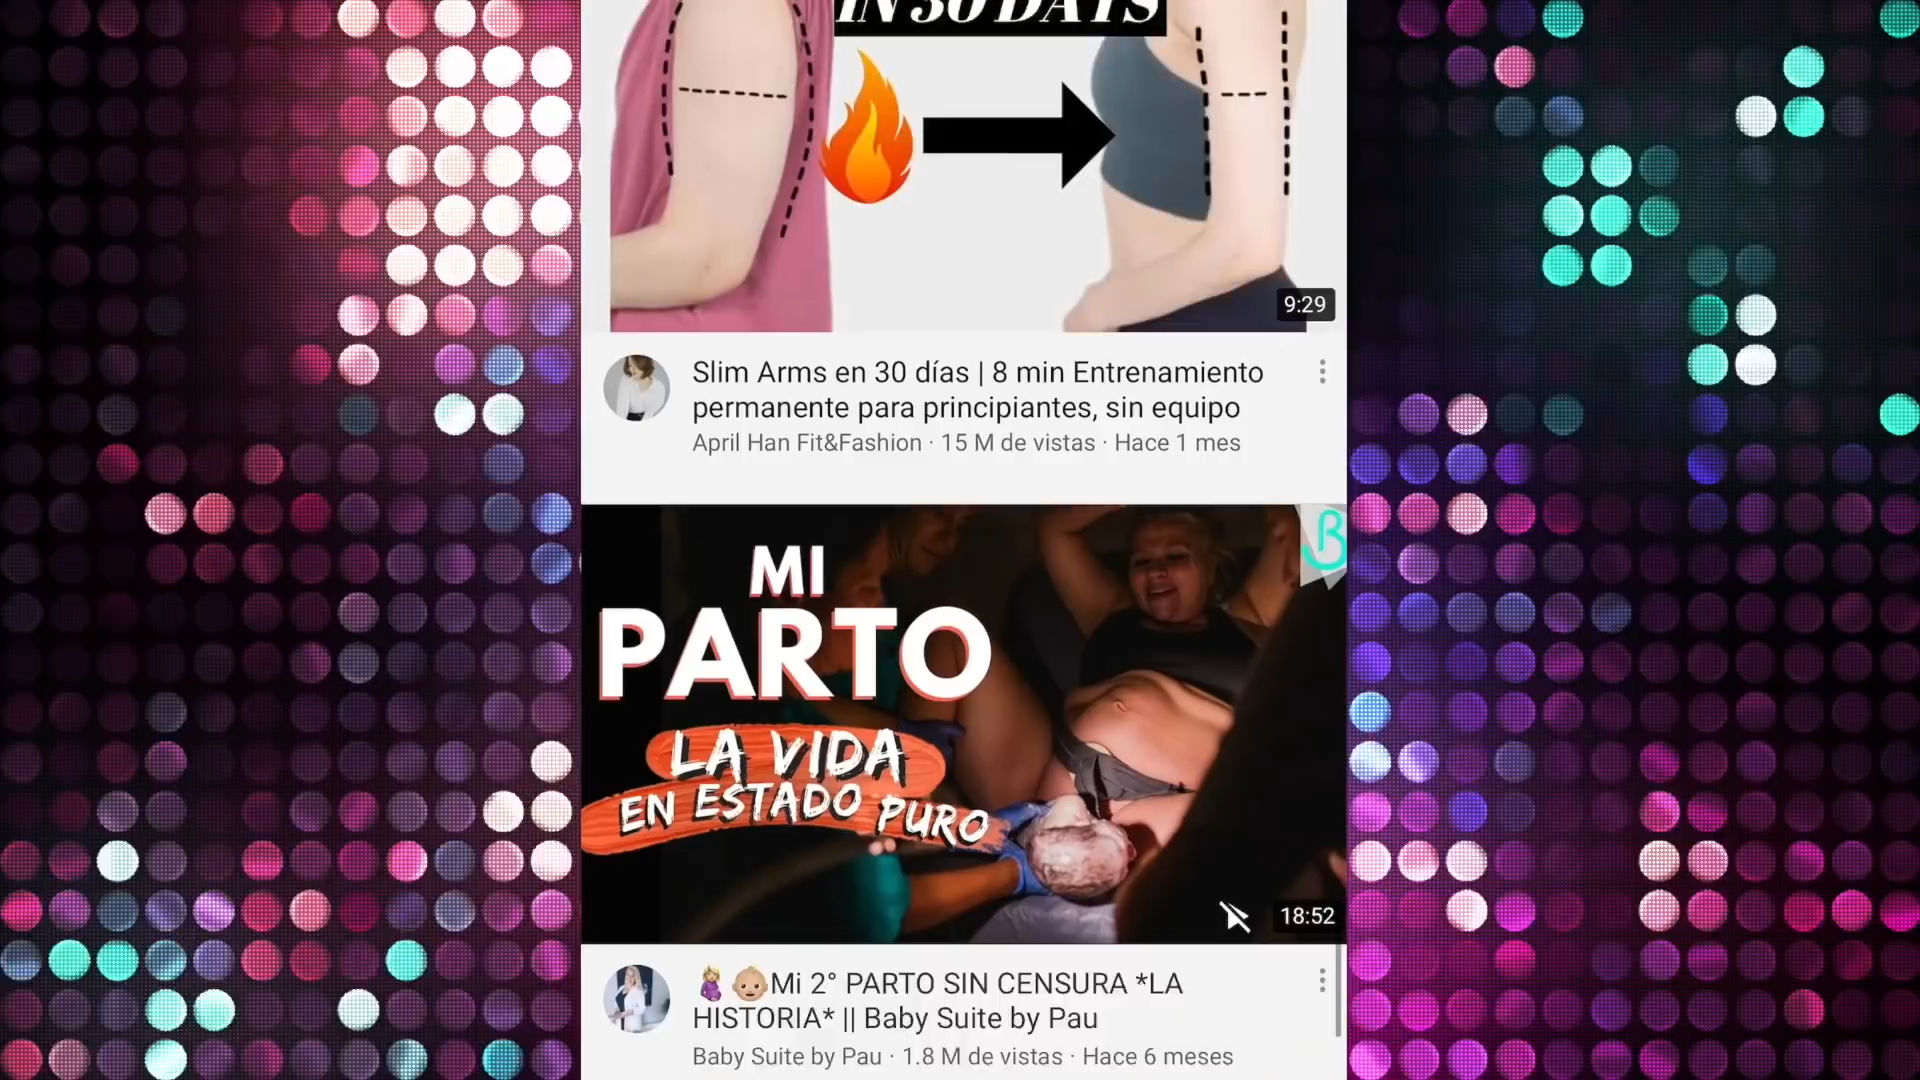 IN 30 DAYS
9:29
Slim Arms en 30 días | 8 min Entrenamiento
permanente para principiantes, sin equipo
April Han Fit&Fashion · 15 M de vistas · Hace 1 mes
MI
PARTO
LA VIDA
EN ESTADO PURO
18:52
Mi 2° PARTO SIN CENSURA *LA
HISTORIA* || Baby Suite by Pau
Baby Suite by Pau · 1.8 M de vistas · Hace 6 meses